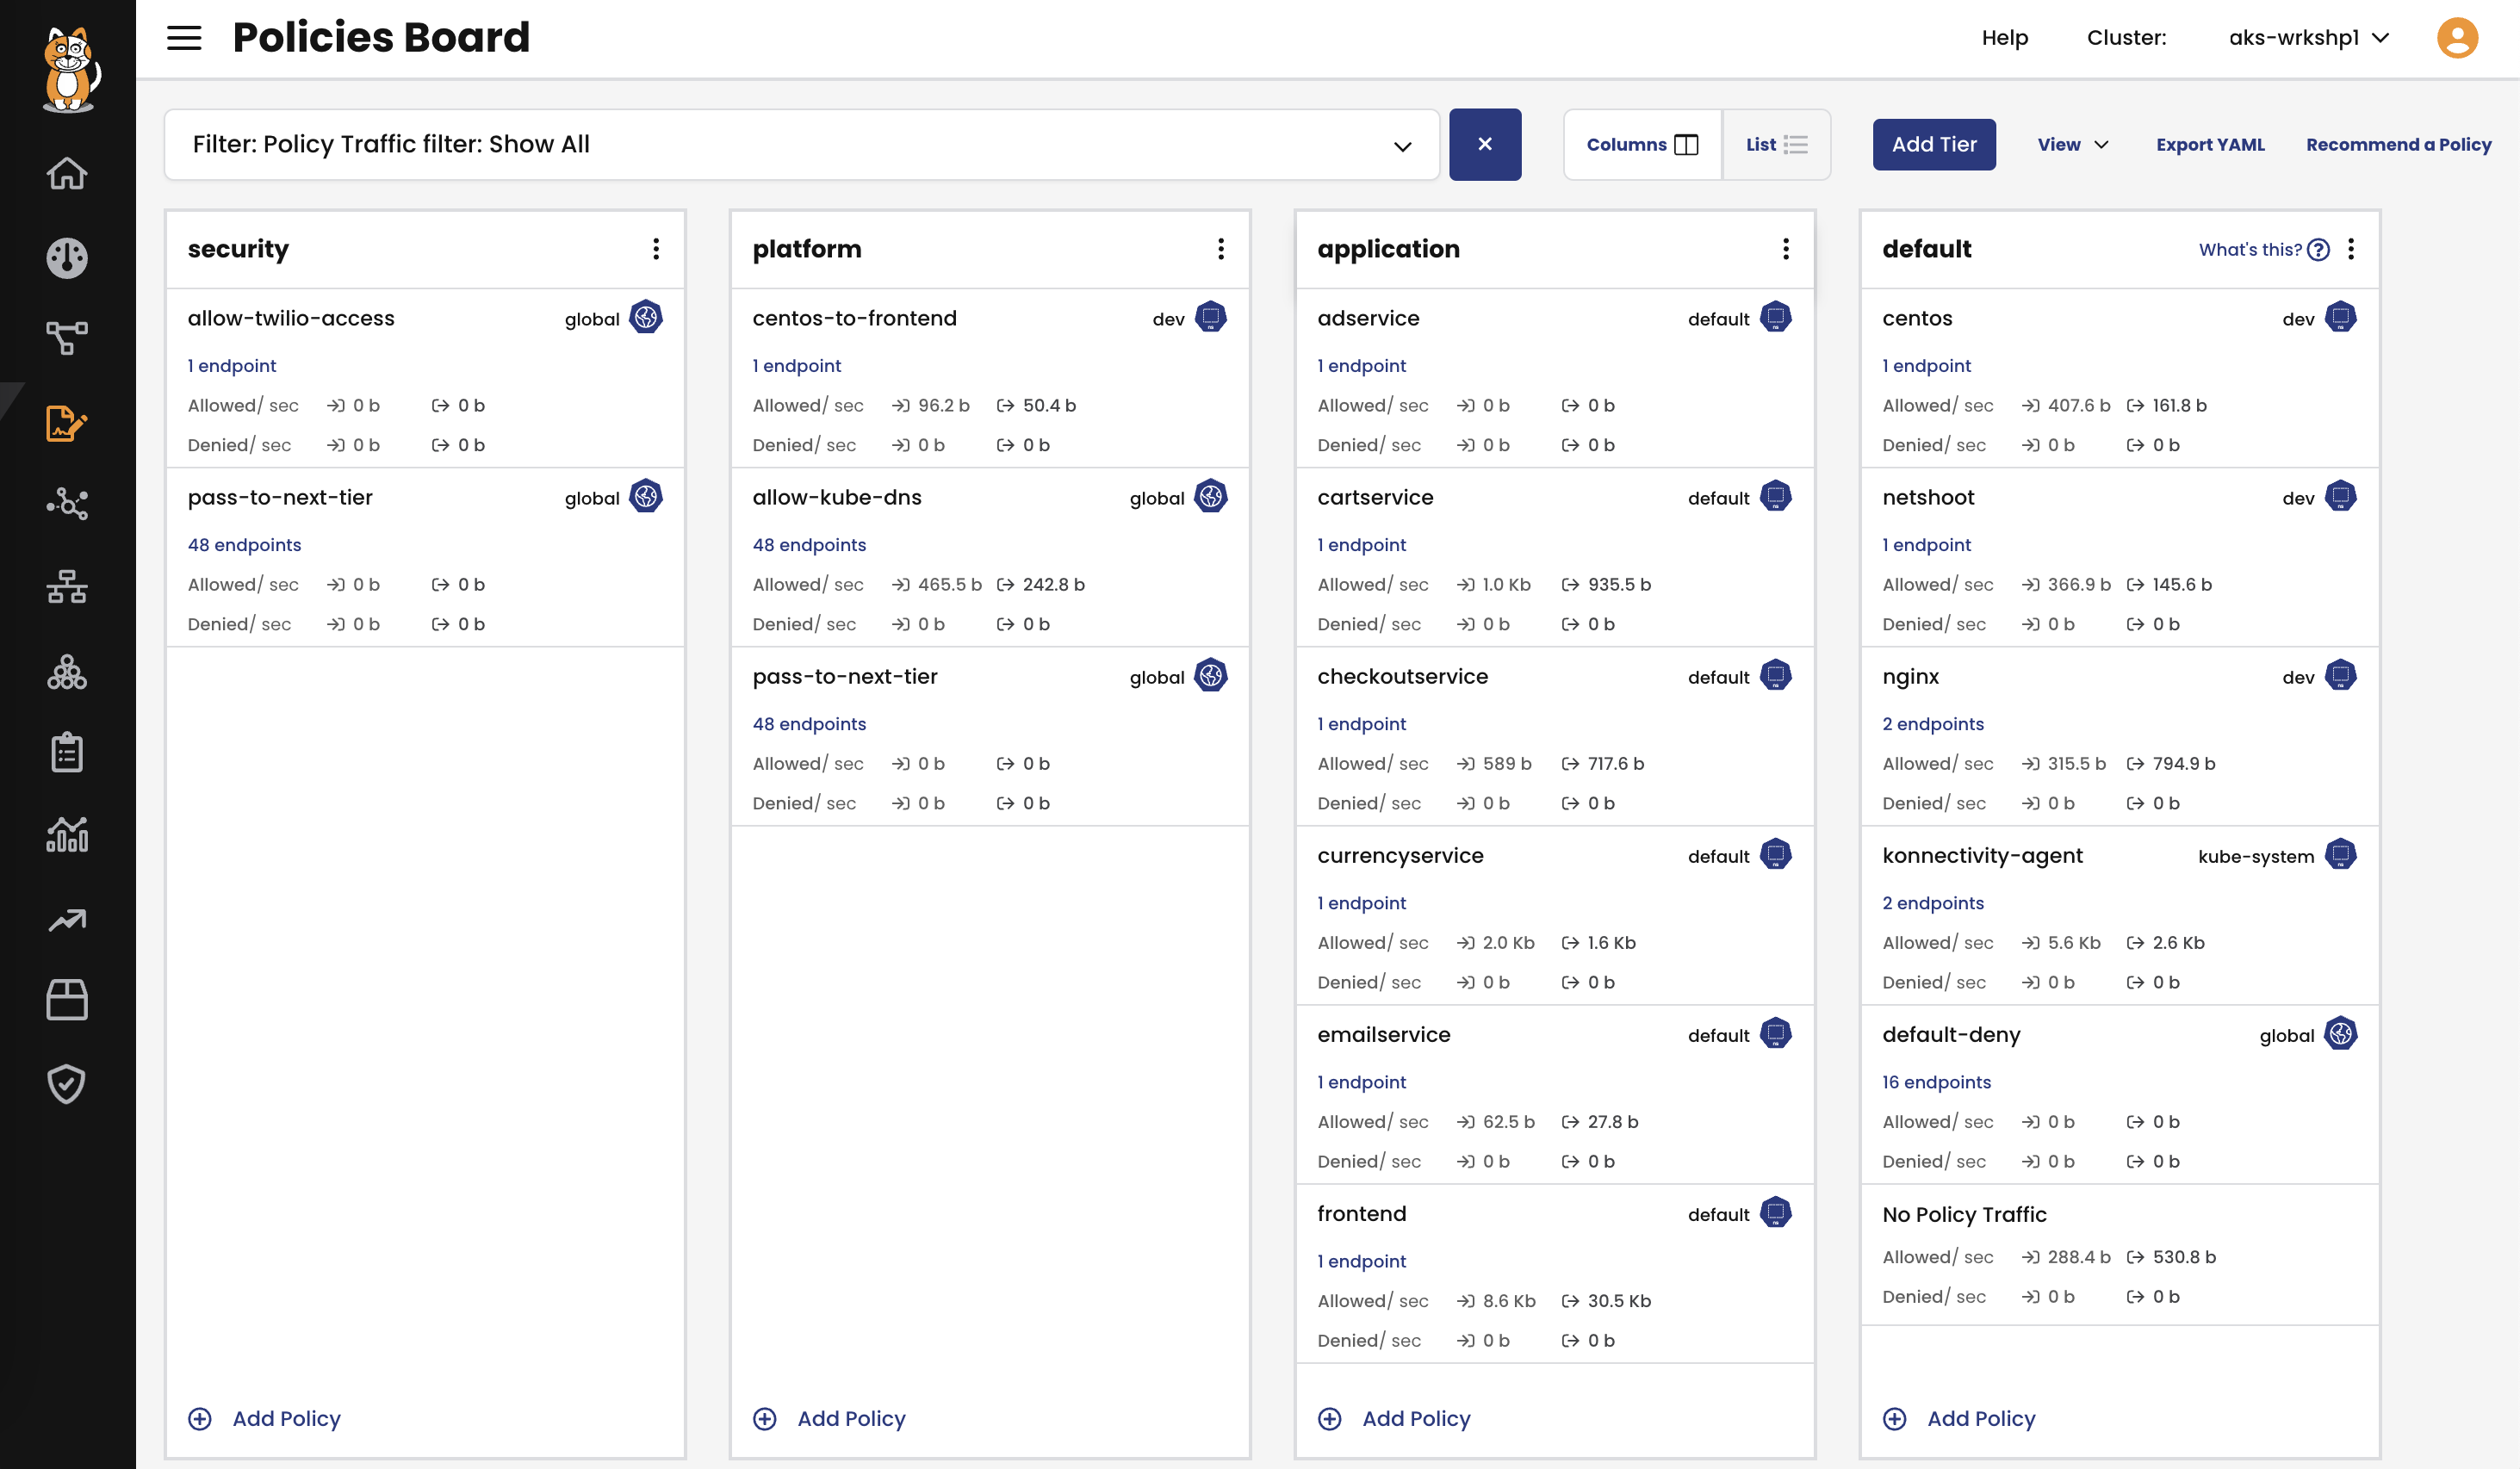 Policies Board
Help
Cluster:
aks-wrkshp1
Filter: Policy Traffic filter: Show All
Columns
List
Add Tier
View
Export YAML
Recommend a Policy
security
allow-twilio-access
global
1 endpoint
Allowed/ sec 0 b 0 b
Denied/ sec 0 b 0 b
pass-to-next-tier
global
48 endpoints
Allowed/ sec 0 b 0 b
Denied/ sec 0 b 0 b
Add Policy
platform
centos-to-frontend
dev
1 endpoint
Allowed/ sec 96.2 b 50.4 b
Denied/ sec 0 b 0 b
allow-kube-dns
global
48 endpoints
Allowed/ sec 465.5 b 242.8 b
Denied/ sec 0 b 0 b
pass-to-next-tier
global
48 endpoints
Allowed/ sec 0 b 0 b
Denied/ sec 0 b 0 b
Add Policy
application
adservice
default
1 endpoint
Allowed/ sec 0 b 0 b
Denied/ sec 0 b 0 b
cartservice
default
1 endpoint
Allowed/ sec 1.0 Kb 935.5 b
Denied/ sec 0 b 0 b
checkoutservice
default
1 endpoint
Allowed/ sec 589 b 717.6 b
Denied/ sec 0 b 0 b
currencyservice
default
1 endpoint
Allowed/ sec 2.0 Kb 1.6 Kb
Denied/ sec 0 b 0 b
emailservice
default
1 endpoint
Allowed/ sec 62.5 b 27.8 b
Denied/ sec 0 b 0 b
frontend
default
1 endpoint
Allowed/ sec 8.6 Kb 30.5 Kb
Denied/ sec 0 b 0 b
Add Policy
default
What's this? ?
centos
dev
1 endpoint
Allowed/ sec 407.6 b 161.8 b
Denied/ sec 0 b 0 b
netshoot
dev
1 endpoint
Allowed/ sec 366.9 b 145.6 b
Denied/ sec 0 b 0 b
nginx
dev
2 endpoints
Allowed/ sec 315.5 b 794.9 b
Denied/ sec 0 b 0 b
konnectivity-agent
kube-system
2 endpoints
Allowed/ sec 5.6 Kb 2.6 Kb
Denied/ sec 0 b 0 b
default-deny
global
16 endpoints
Allowed/ sec 0 b 0 b
Denied/ sec 0 b 0 b
No Policy Traffic
Allowed/ sec 288.4 b 530.8 b
Denied/ sec 0 b 0 b
Add Policy